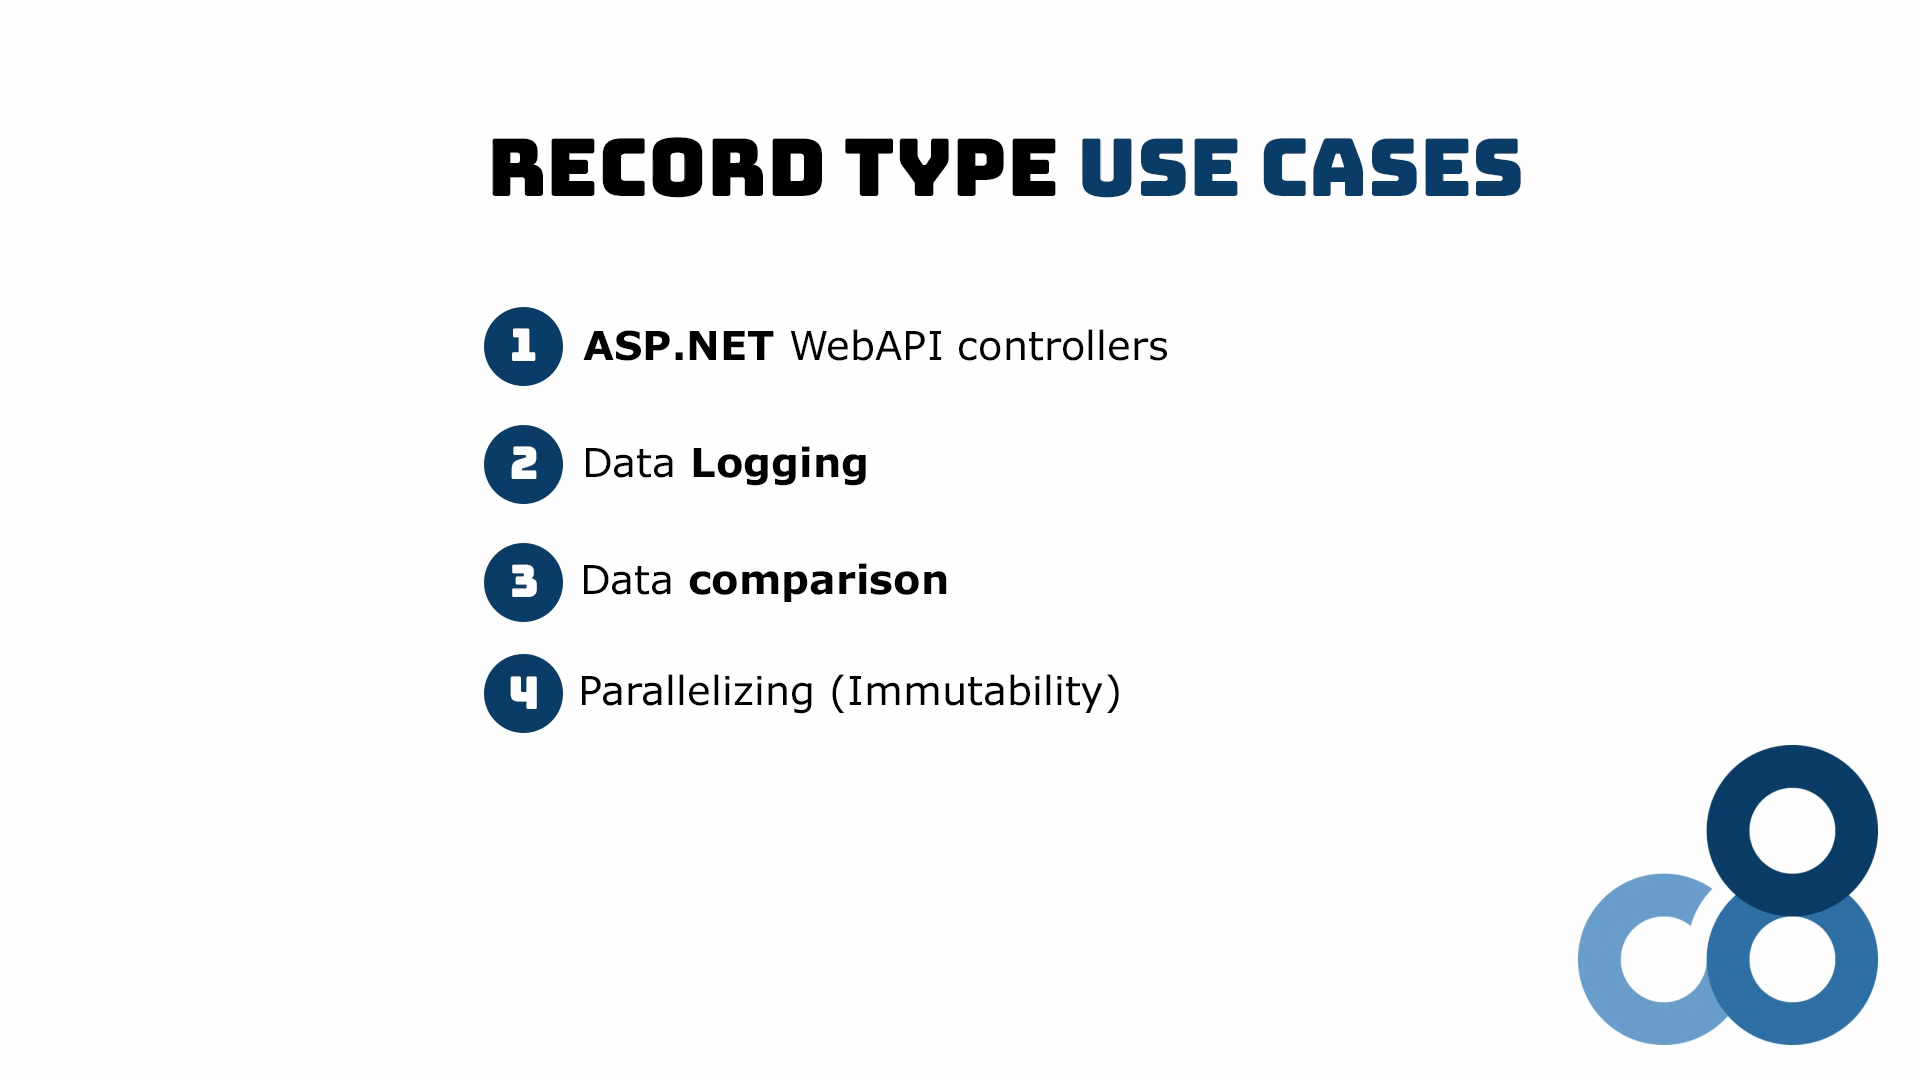 RECORD TYPE USE CASES
1 ASP.NET WebAPI controllers
2 Data Logging
3 Data comparison
4 Parallelizing (Immutability)